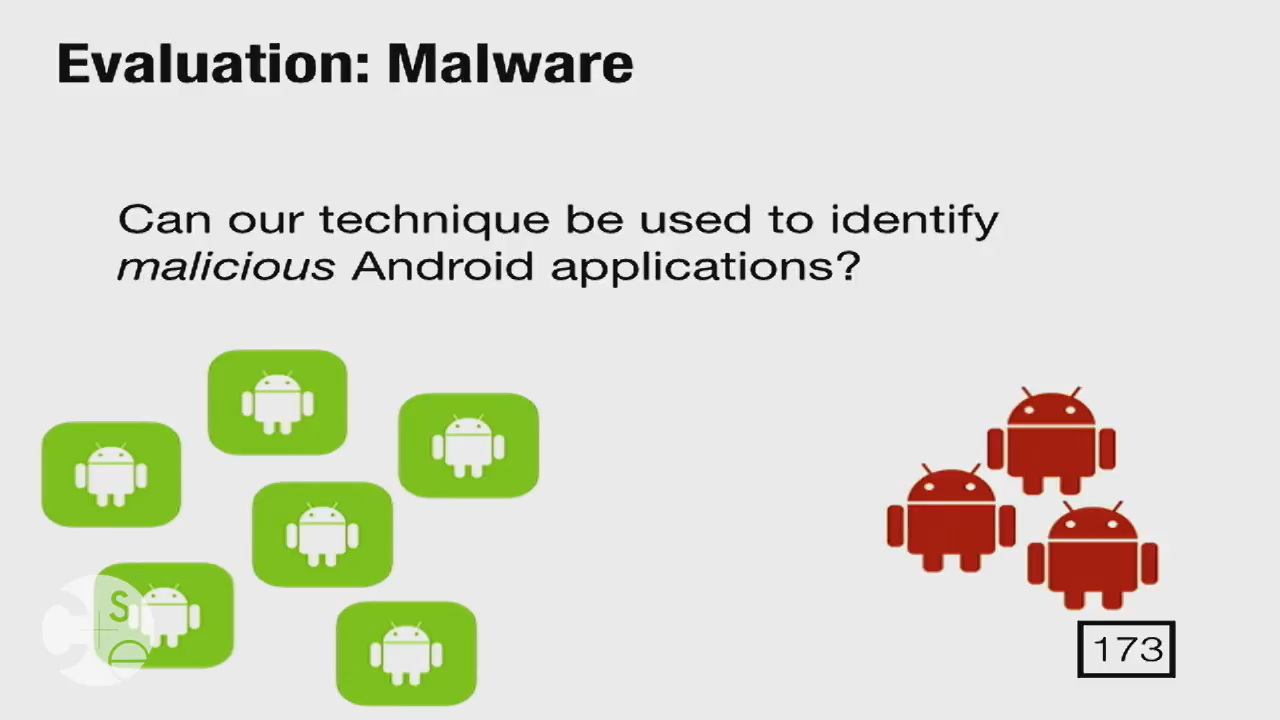 Evaluation: Malware
Can our technique be used to identify
malicious Android applications?
173